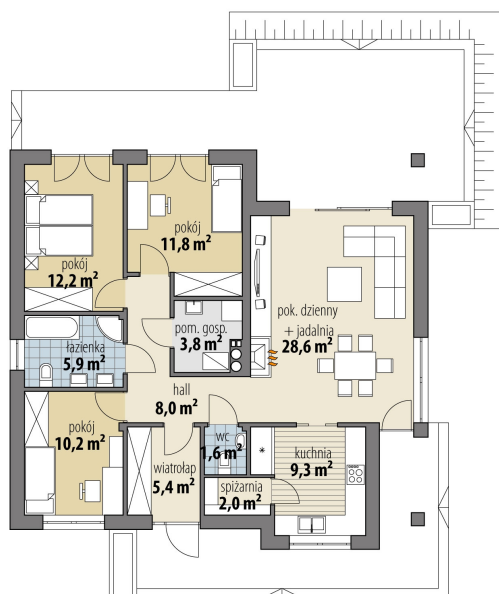 pokój
11,8 m²
pokój
12,2 m²
pok. dzienny
+ jadalnia
28,6 m²
pom. gosp.
3,8 m²
łazienka
5,9 m²
hall
8,0 m²
pokój
10,2 m²
wc
1,6 m²
kuchnia
9,3 m²
wiatrołap
5,4 m²
spiżarnia
2,0 m²